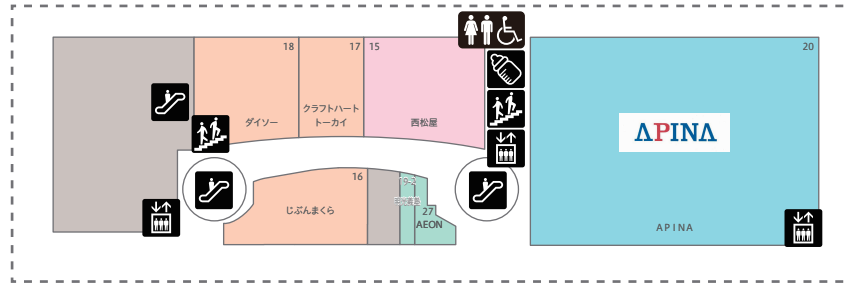 18
ダイソー
17
クラフトハート
トーカイ
15
西松屋
20
APINA
APINA
16
じぶんまくら
27
AEON